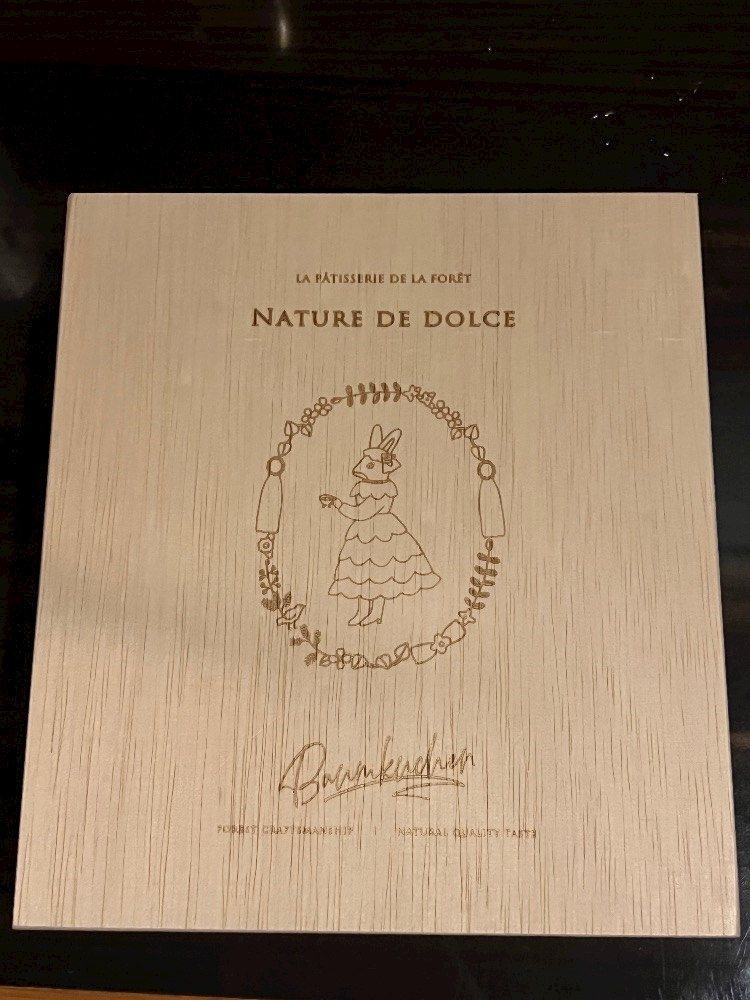 LA PÂTISSERIE DE LA FORÊT
NATURE DE DOLCE
Baumkuchen
FOREST CRAFTSMANSHIP | NATURAL QUALITY TASTE